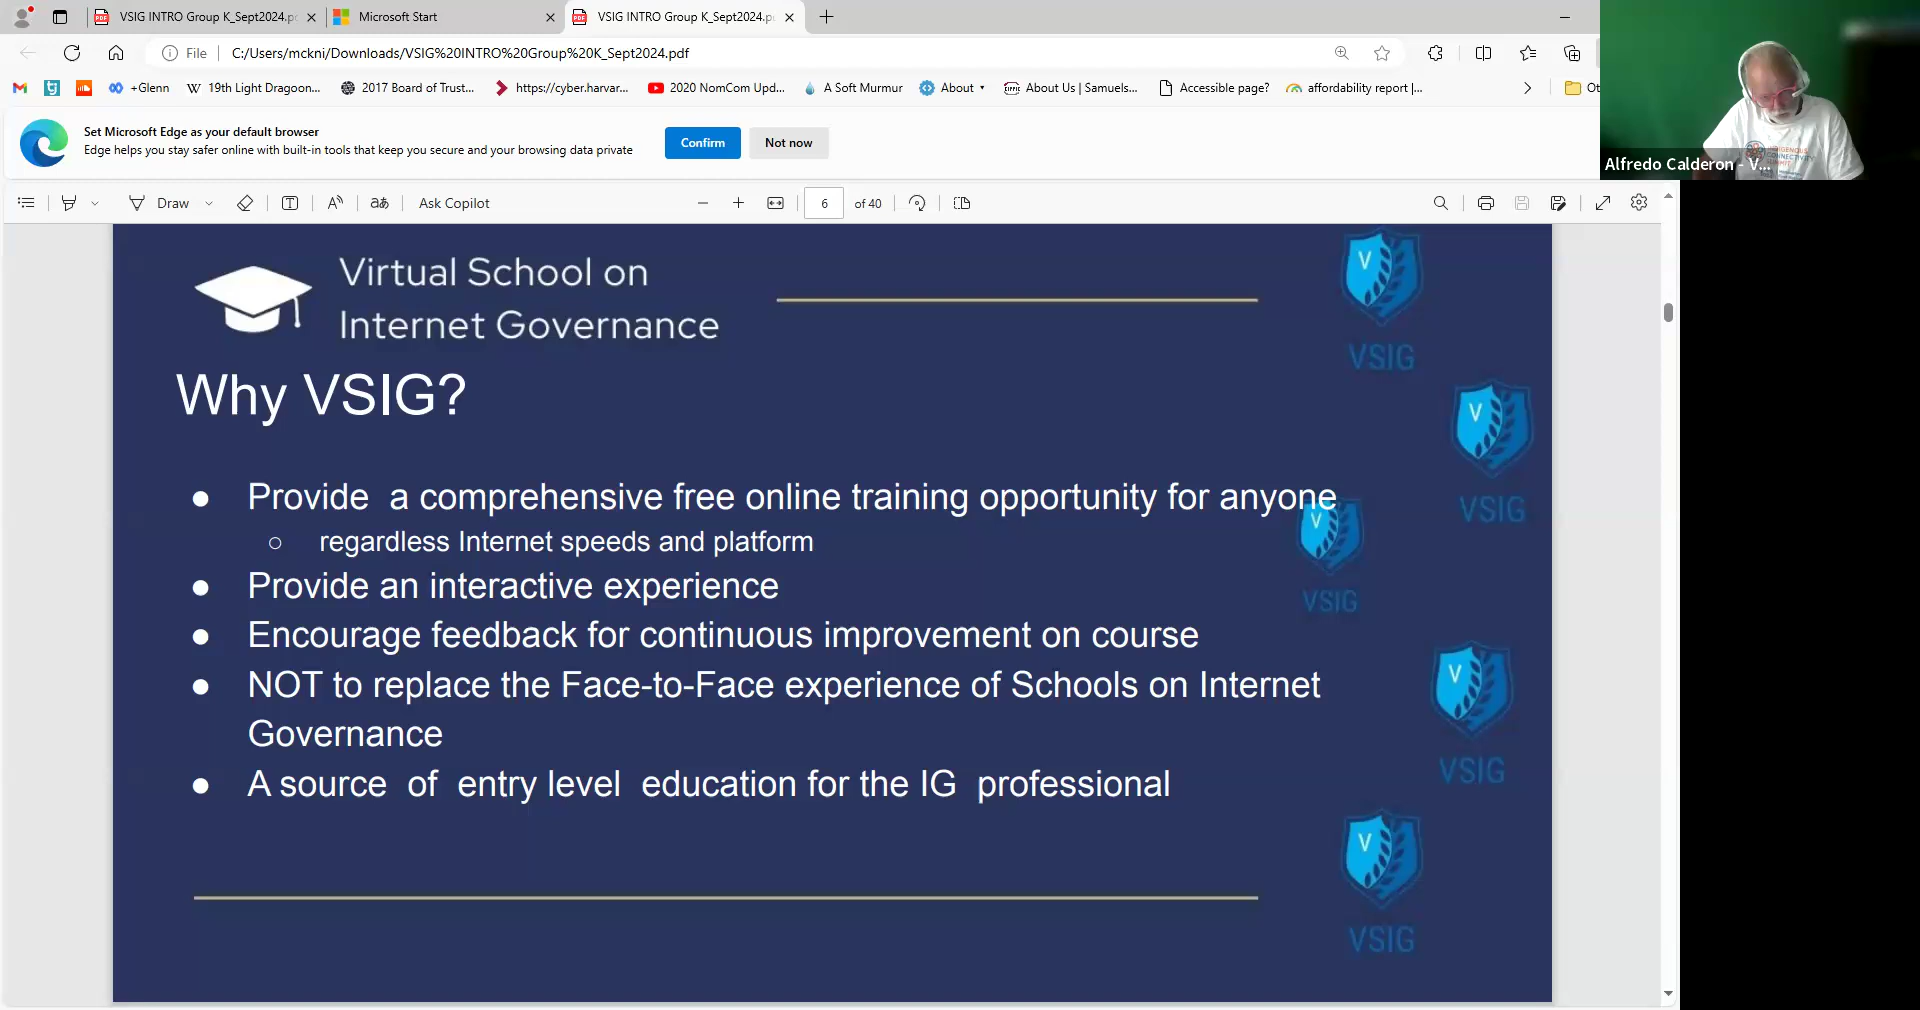 VSIG INTRO Group K_Sept2024.p
Microsoft Start
VSIG INTRO Group K_Sept2024.p
File
C:/Users/mckni/Downloads/VSIG%20INTRO%20Group%20K_Sept2024.pdf
+Glenn
19th Light Dragoon...
2017 Board of Trust...
https://cyber.harvar...
2020 NomCom Upd...
A Soft Murmur
About
About Us | Samuels...
Accessible page?
affordability report |...
Ot
Set Microsoft Edge as your default browser
Edge helps you stay safer online with built-in tools that keep you secure and your browsing data private
Confirm
Not now
INDIGENOUS
CONNECTIVITY
SUMMIT
Alfredo Calderon - V...
Draw
Ask Copilot
6 of 40
Virtual School on
Internet Governance
Why VSIG?
● Provide a comprehensive free online training opportunity for anyone
○ regardless Internet speeds and platform
● Provide an interactive experience
● Encourage feedback for continuous improvement on course
● NOT to replace the Face-to-Face experience of Schools on Internet
Governance
● A source of entry level education for the IG professional
V
VSIG
V
VSIG
V
VSIG
V
VSIG
V
VSIG